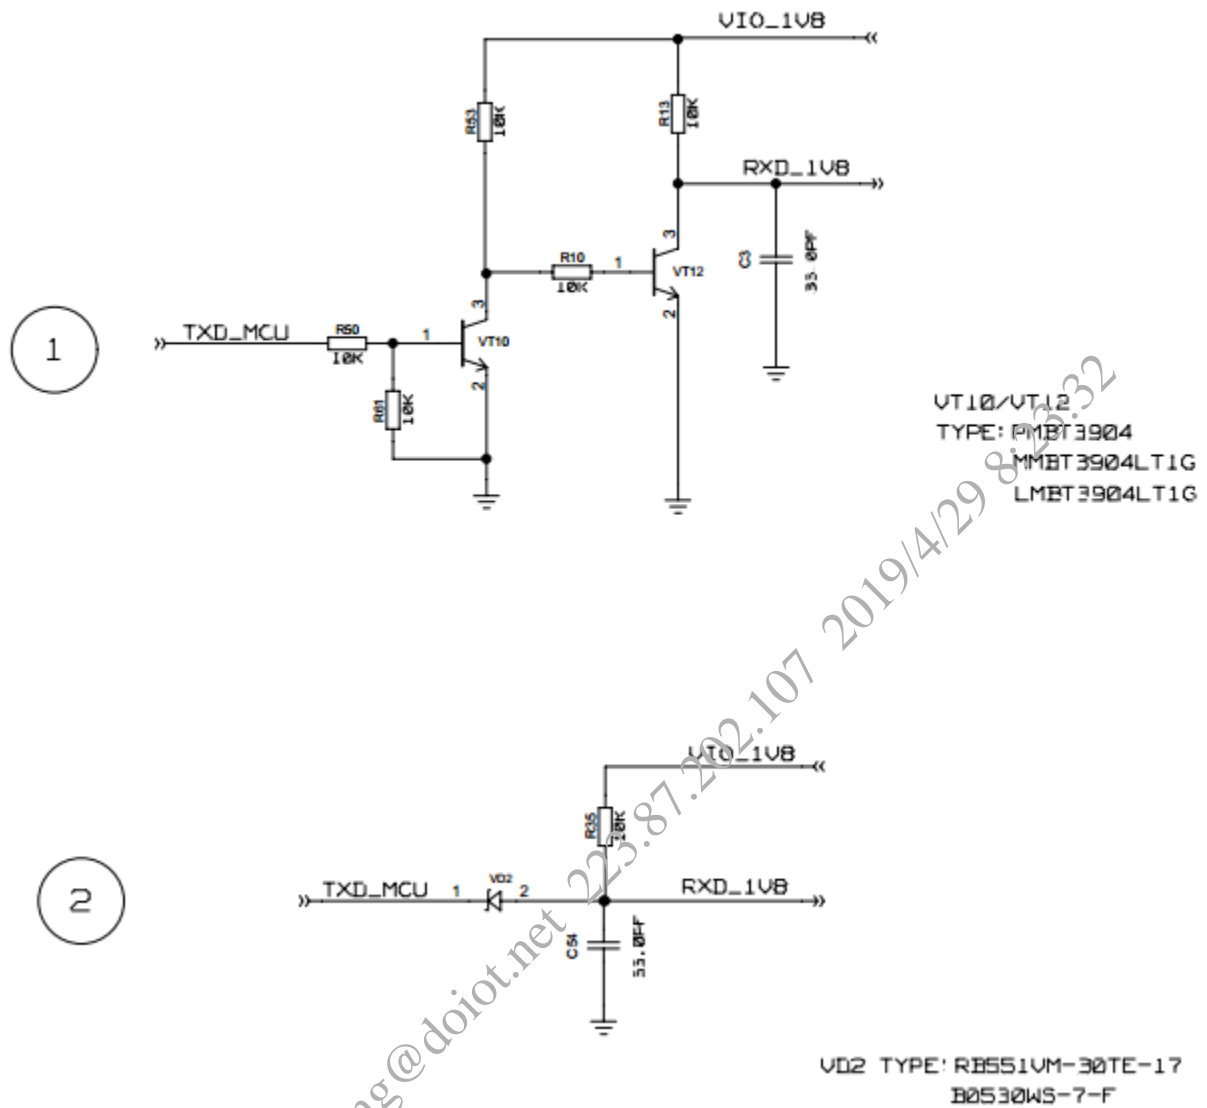 VIO_1V8
R53
10K
R13
10K
RXD_1V8
3
R10
1
VT12
10K
C3
33.0PF
2
3
1
TXD_MCU
R50
10K
1
VT10
2
R61
10K
VT10/VT12
TYPE: PMBT3904
MMBT3904LT1G
LMBT3904LT1G
VIO_1V8
R35
10K
2
TXD_MCU
1
VD2
2
RXD_1V8
C54
33.0PF
VD2 TYPE: RB551VM-30TE-17
B0530WS-7-F
ng@doiot.net 223.87.202.107 2019/4/29 8:23:32